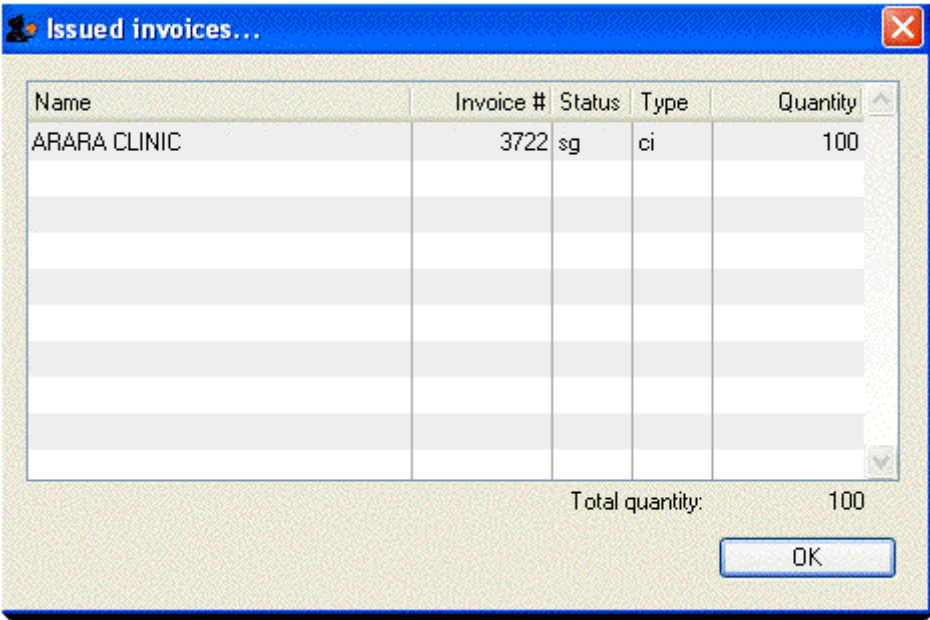 Issued invoices...
Name Invoice # Status Type Quantity
ARARA CLINIC 3722 sg ci 100
Total quantity: 100
OK